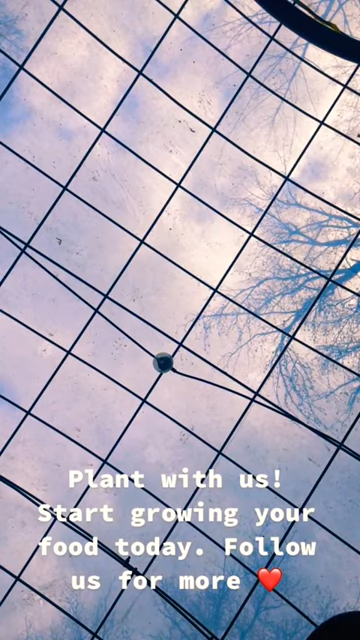 Plant with us!
Start growing your
food today. Follow
us for more ❤️